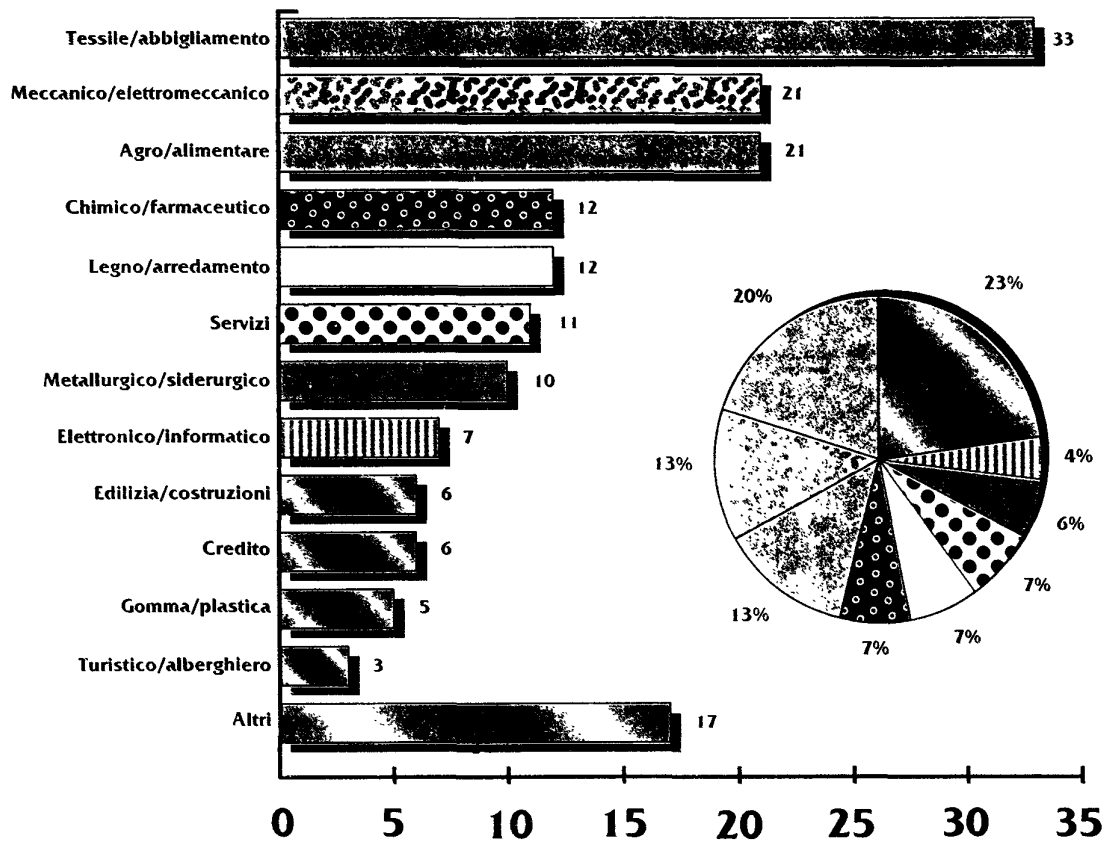 Tessile/abbigliamento 33
Meccanico/elettromeccanico 21
Agro/alimentare 21
Chimico/farmaceutico 12
Legno/arredamento 12
Servizi 11
Metallurgico/siderurgico 10
Elettronico/informatico 7
Edilizia/costruzioni 6
Credito 6
Gomma/plastica 5
Turistico/alberghiero 3
Altri 17
0 5 10 15 20 25 30 35
20% 23%
13% 4%
6%
13% 7%
7% 7%